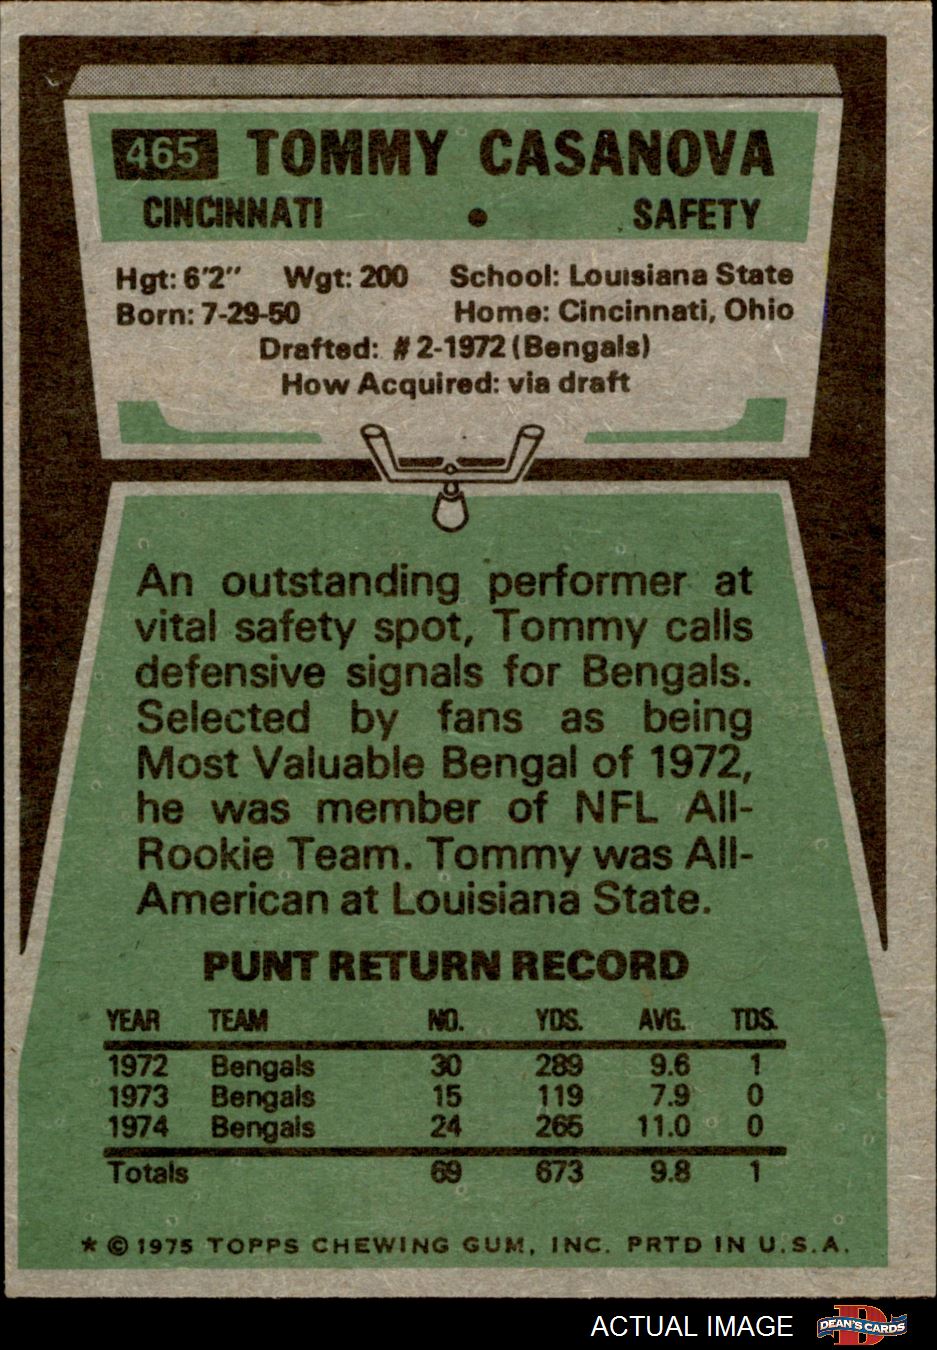 465 TOMMY CASANOVA
CINCINNATI • SAFETY
Hgt: 6'2" Wgt: 200 School: Louisiana State
Born: 7-29-50 Home: Cincinnati, Ohio
Drafted: #2-1972 (Bengals)
How Acquired: via draft
An outstanding performer at
vital safety spot, Tommy calls
defensive signals for Bengals.
Selected by fans as being
Most Valuable Bengal of 1972,
he was member of NFL All-
Rookie Team. Tommy was All-
American at Louisiana State.
PUNT RETURN RECORD
YEAR TEAM NO. YDS. AVG. TDS.
1972 Bengals 30 289 9.6 1
1973 Bengals 15 119 7.9 0
1974 Bengals 24 265 11.0 0
Totals 69 673 9.8 1
* © 1975 TOPPS CHEWING GUM, INC. PRTD IN U.S.A.
ACTUAL IMAGE D DEAN'S CARDS